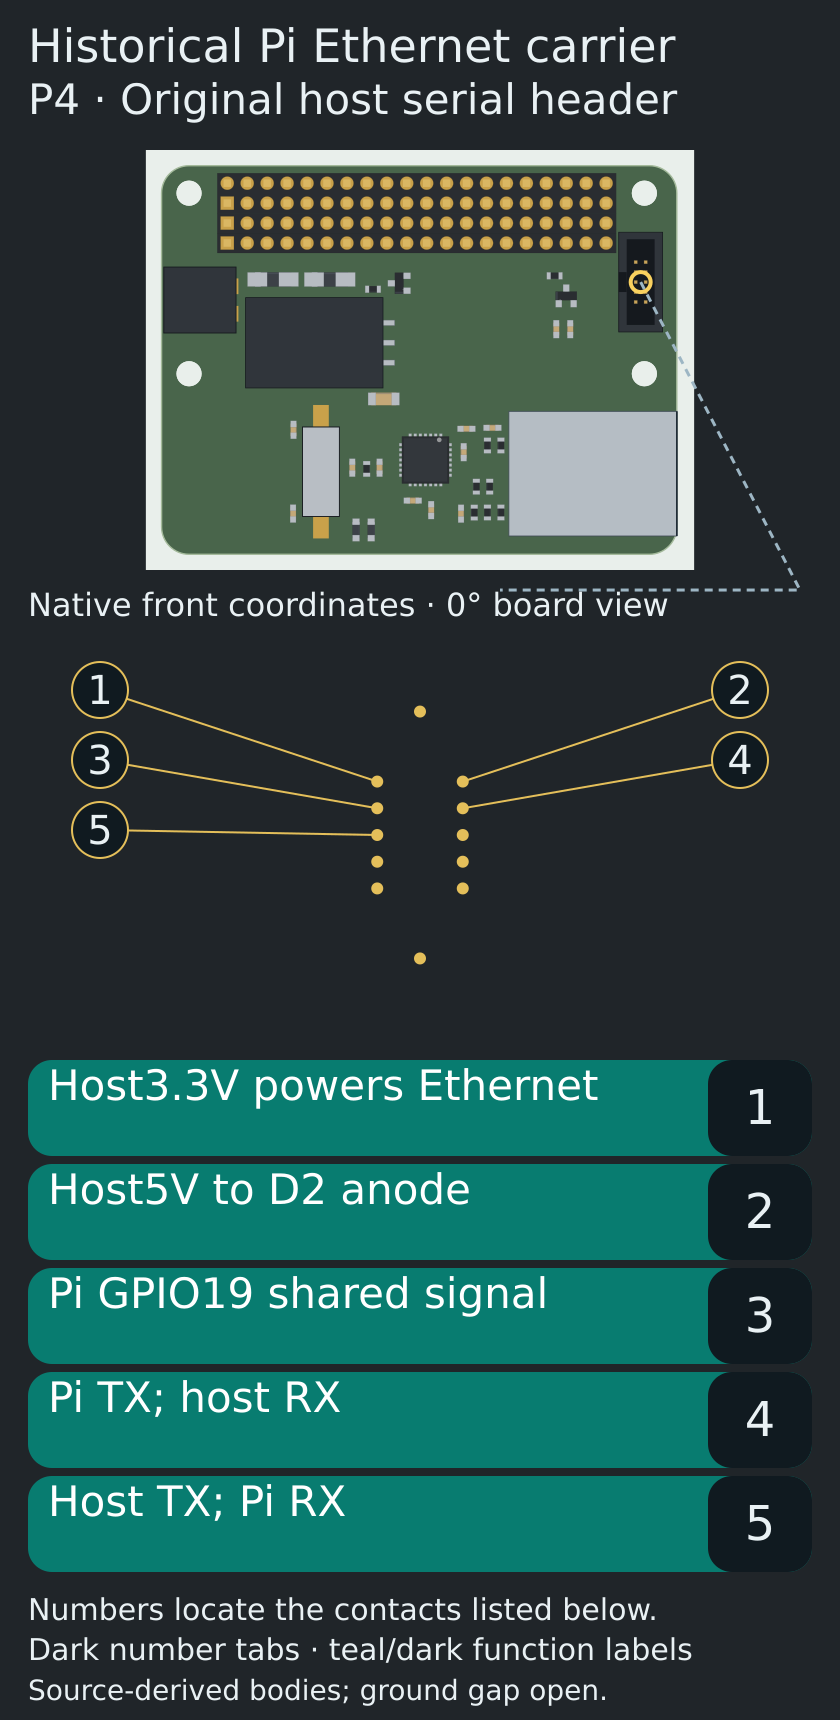 Historical Pi Ethernet carrier
P4 · Original host serial header
Native front coordinates · 0° board view
1
2
3
4
5
Host3.3V powers Ethernet 1
Host5V to D2 anode 2
Pi GPIO19 shared signal 3
Pi TX; host RX 4
Host TX; Pi RX 5
Numbers locate the contacts listed below.
Dark number tabs · teal/dark function labels
Source-derived bodies; ground gap open.